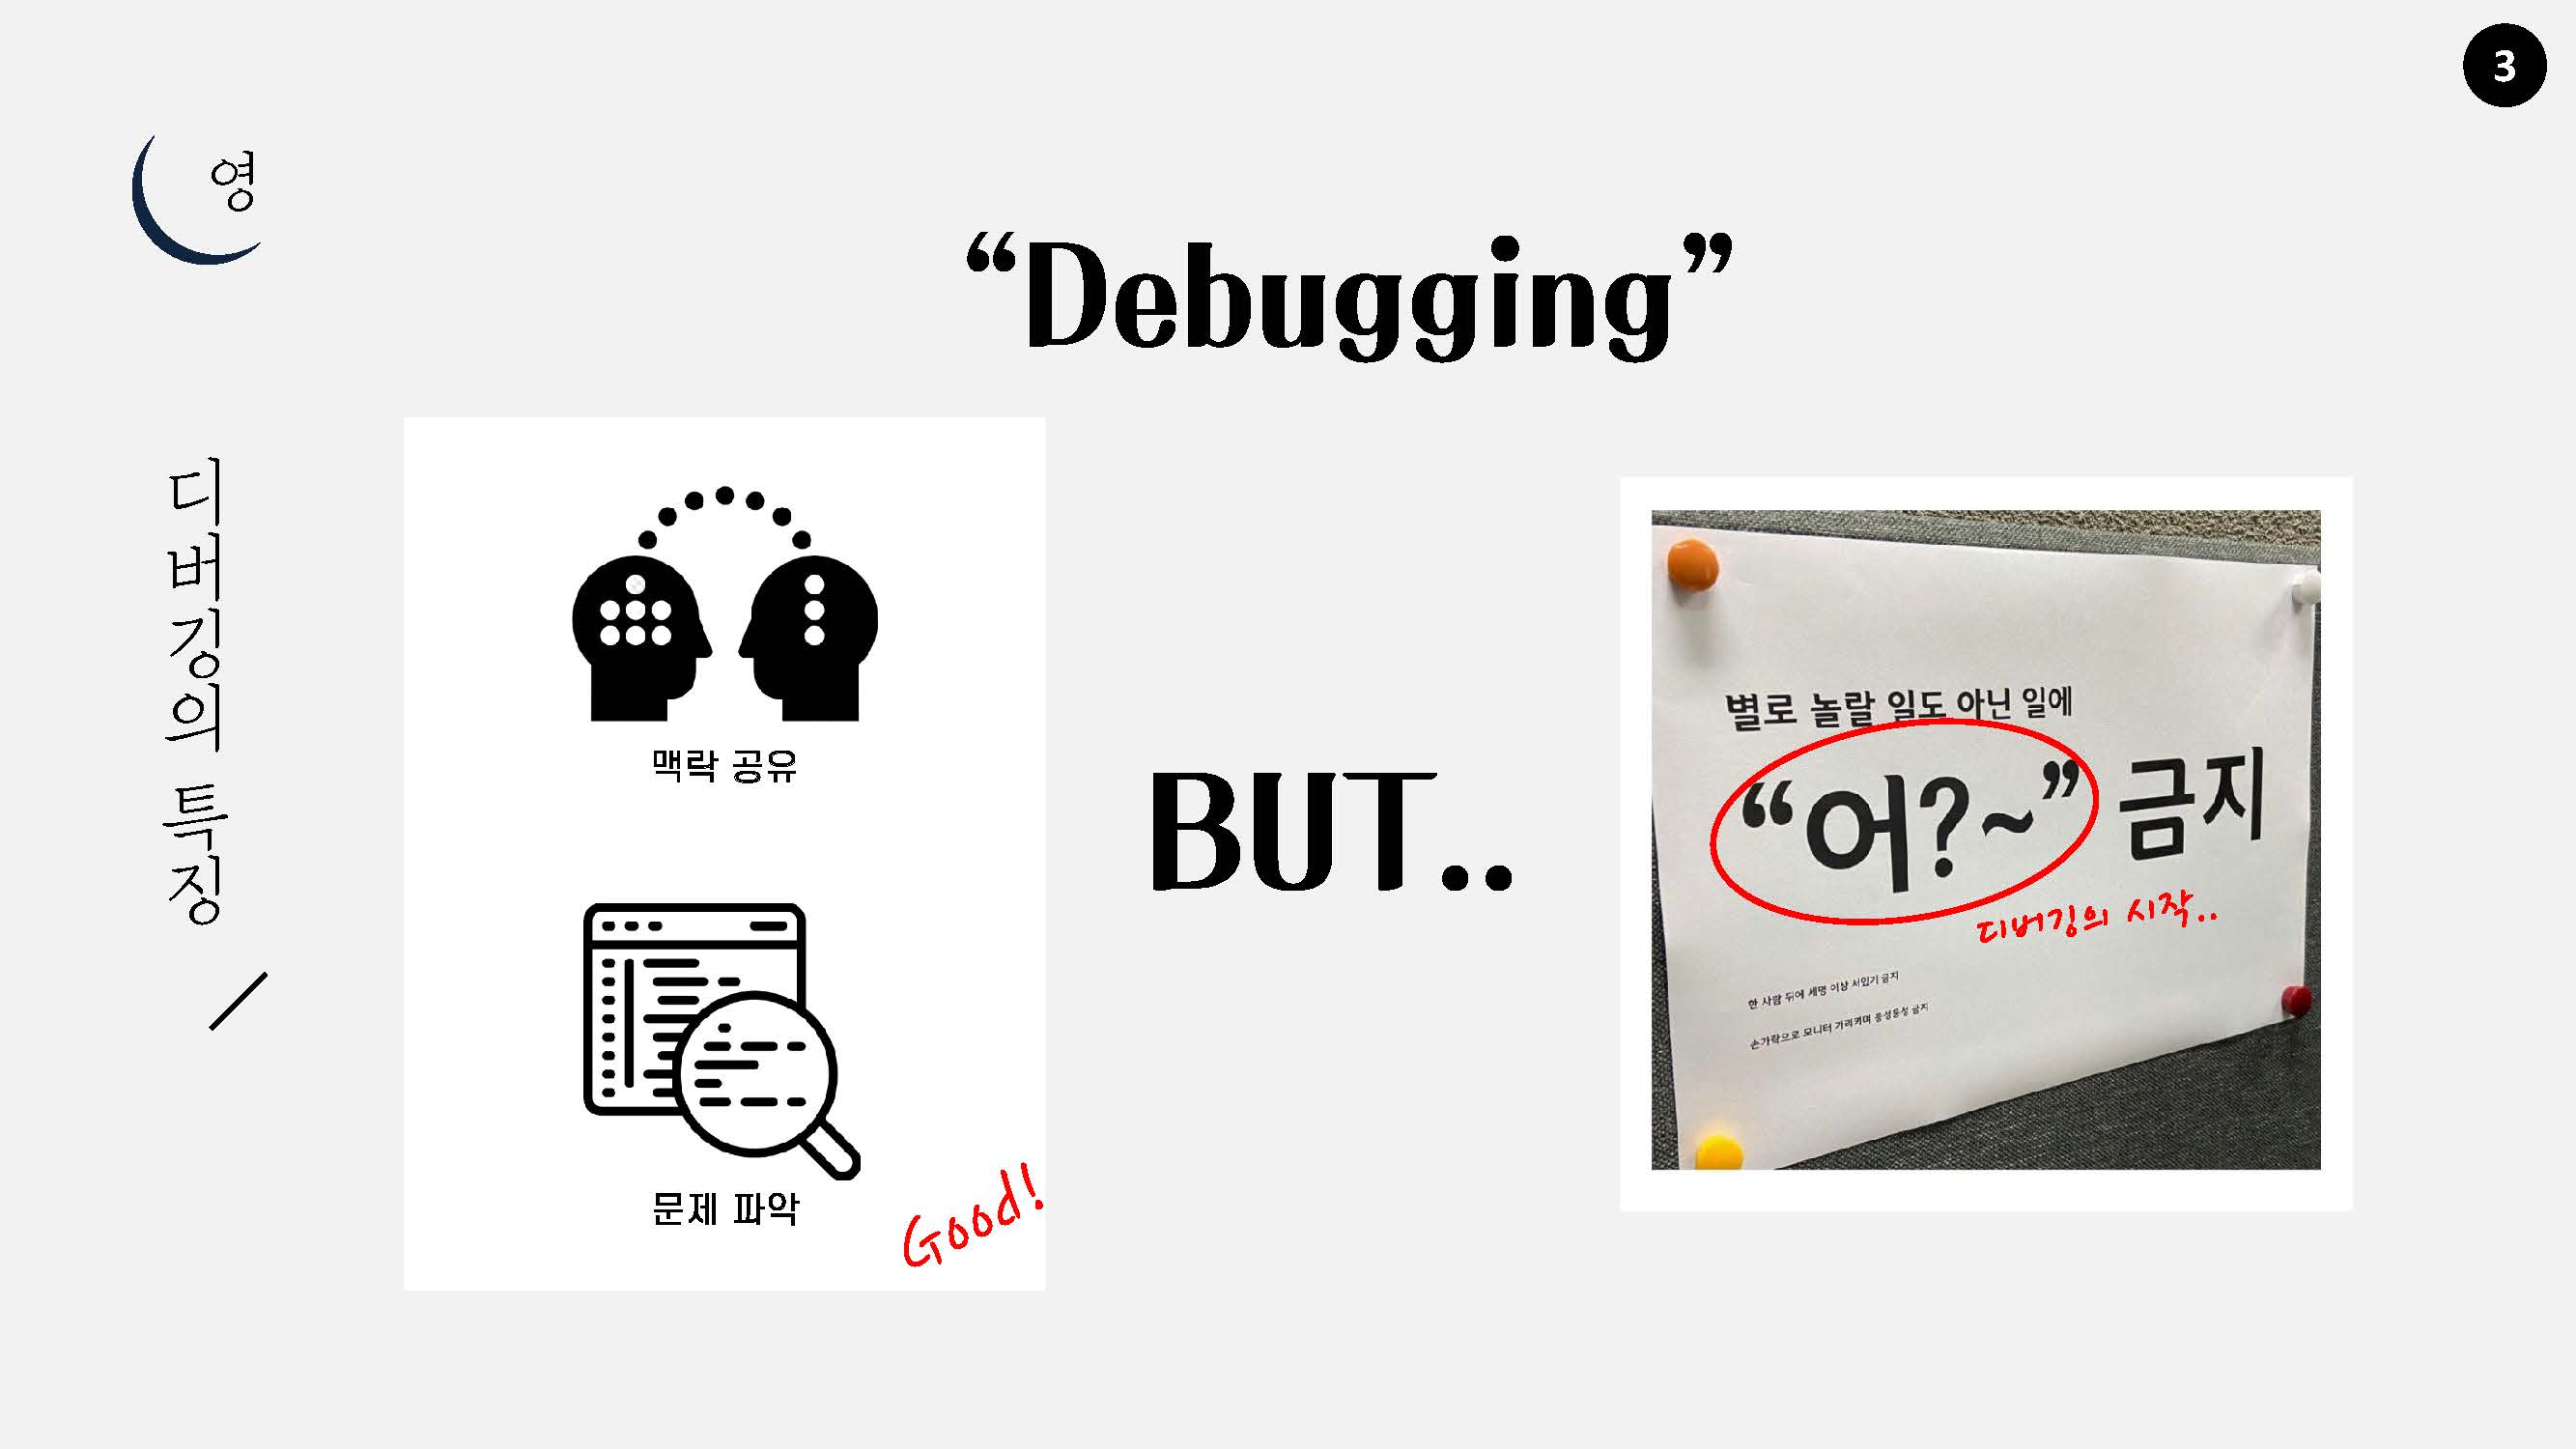 3
영
디버깅의 특징
“Debugging”
맥락 공유
문제 파악
Good!
BUT..
별로 놀랄 일도 아닌 일에
“어?~” 금지
디버깅의 시작..
한 사람 뒤에 세명 이상 서있기 금지
손가락으로 모니터 가리키며 웅성웅성 금지